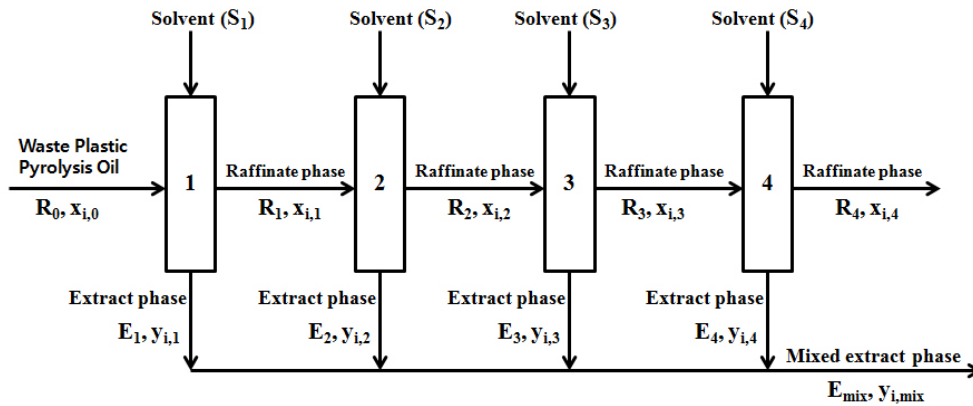 Solvent (S₁)
Solvent (S₂)
Solvent (S₃)
Solvent (S₄)
Waste Plastic
Pyrolysis Oil
R₀, xᵢ,₀
1
Raffinate phase
R₁, xᵢ,₁
2
Raffinate phase
R₂, xᵢ,₂
3
Raffinate phase
R₃, xᵢ,₃
4
Raffinate phase
R₄, xᵢ,₄
Extract phase
E₁, yᵢ,₁
Extract phase
E₂, yᵢ,₂
Extract phase
E₃, yᵢ,₃
Extract phase
E₄, yᵢ,₄
Mixed extract phase
Eₘᵢₓ, yᵢ,ₘᵢₓ